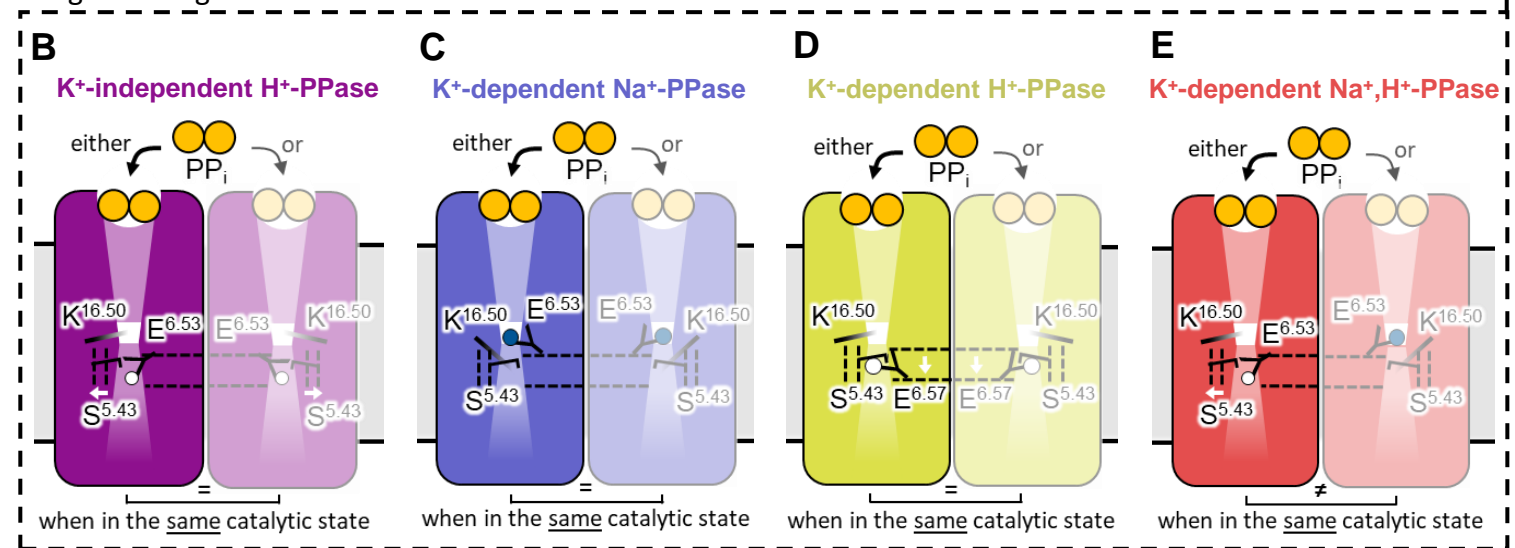 B
K⁺-independent H⁺-PPase
either
or
PPᵢ
K¹⁶·⁵⁰
E⁶·⁵³
E⁶·⁵³
K¹⁶·⁵⁰
S⁵·⁴³
S⁵·⁴³
=
when in the same catalytic state
C
K⁺-dependent Na⁺-PPase
either
or
PPᵢ
K¹⁶·⁵⁰
E⁶·⁵³
E⁶·⁵³
K¹⁶·⁵⁰
S⁵·⁴³
S⁵·⁴³
=
when in the same catalytic state
D
K⁺-dependent H⁺-PPase
either
or
PPᵢ
K¹⁶·⁵⁰
K¹⁶·⁵⁰
S⁵·⁴³
E⁶·⁵⁷
E⁶·⁵⁷
S⁵·⁴³
=
when in the same catalytic state
E
K⁺-dependent Na⁺,H⁺-PPase
either
or
PPᵢ
K¹⁶·⁵⁰
E⁶·⁵³
E⁶·⁵³
K¹⁶·⁵⁰
S⁵·⁴³
S⁵·⁴³
≠
when in the same catalytic state